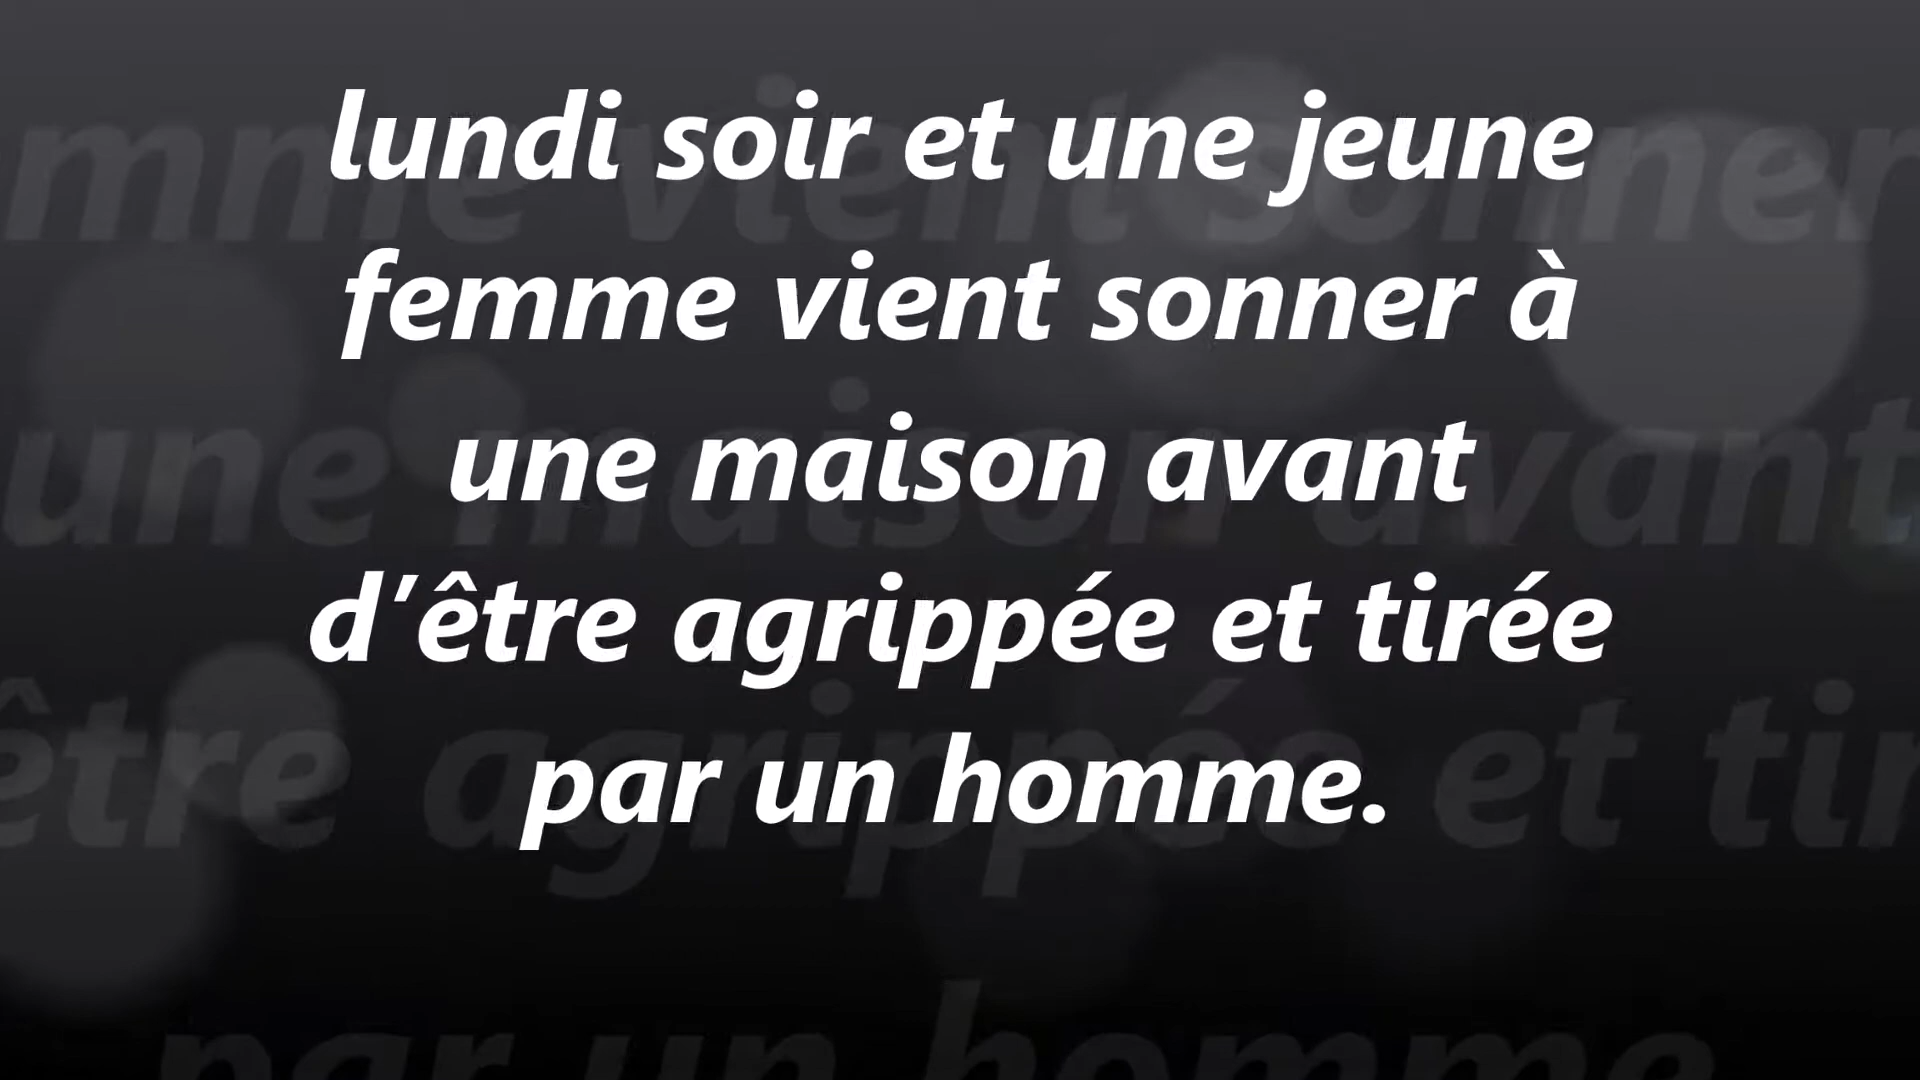 lundi soir et une jeune
femme vient sonner à
une maison avant
d’être agrippée et tirée
par un homme.